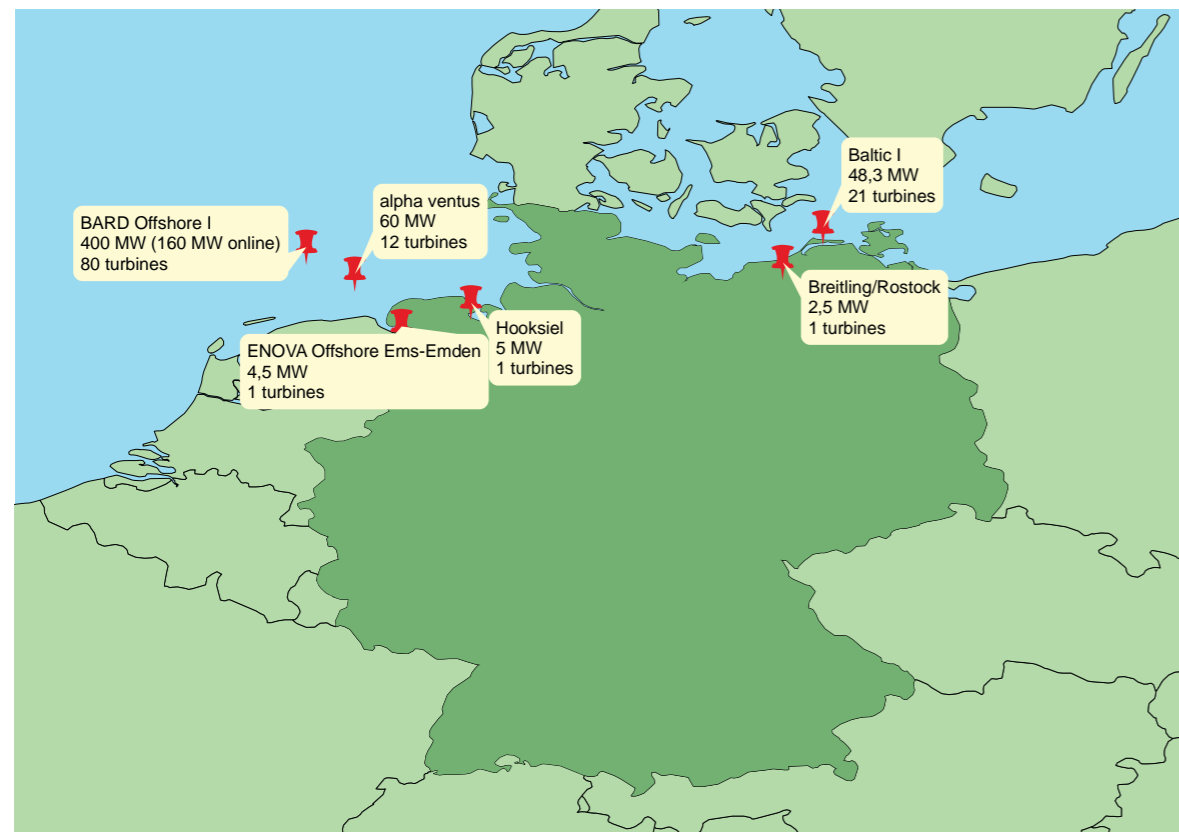 BARD Offshore I
400 MW (160 MW online)
80 turbines
alpha ventus
60 MW
12 turbines
ENOVA Offshore Ems-Emden
4,5 MW
1 turbines
Hooksiel
5 MW
1 turbines
Baltic I
48,3 MW
21 turbines
Breitling/Rostock
2,5 MW
1 turbines